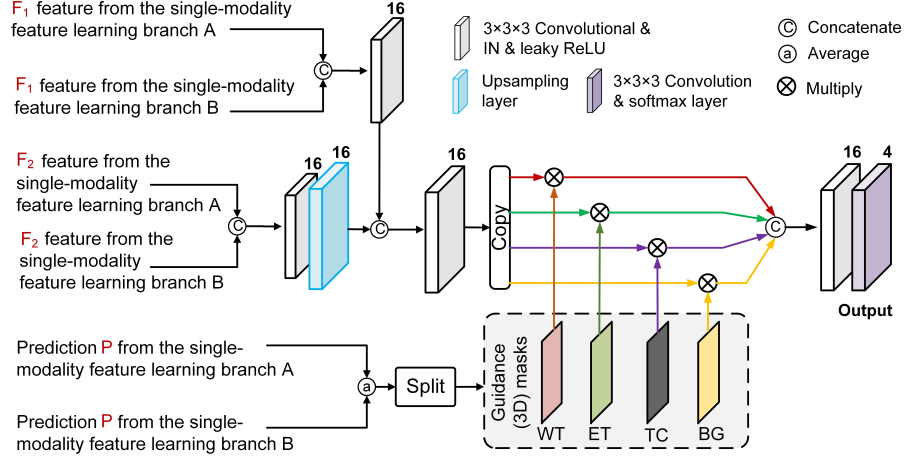 F1 feature from the single-modality
feature learning branch A
16
3×3×3 Convolutional &
IN & leaky ReLU
C Concatenate
a Average
C
F1 feature from the single-modality
feature learning branch B
Upsampling
layer
3×3×3 Convolution
& softmax layer
Multiply
F2 feature from the
single-modality
feature learning branch A
16
16
16
16
4
Copy
C
C
C
F2 feature from the
single-modality
feature learning branch B
Output
Prediction P from the single-
modality feature learning branch A
a
Split
Guidance
(3D) masks
WT
ET
TC
BG
Prediction P from the single-
modality feature learning branch B